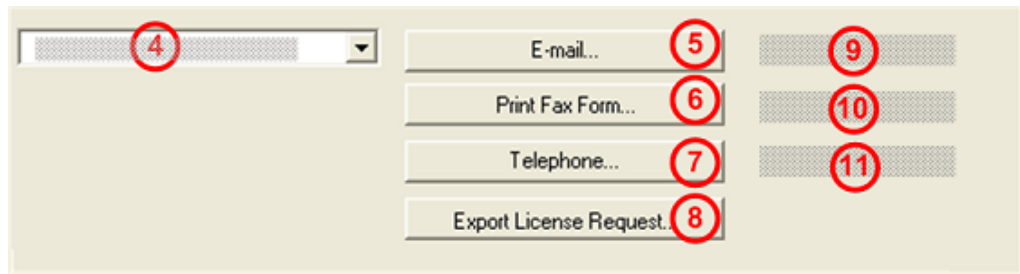 4 E-mail... 5 9
Print Fax Form... 6 10
Telephone... 7 11
Export License Request... 8